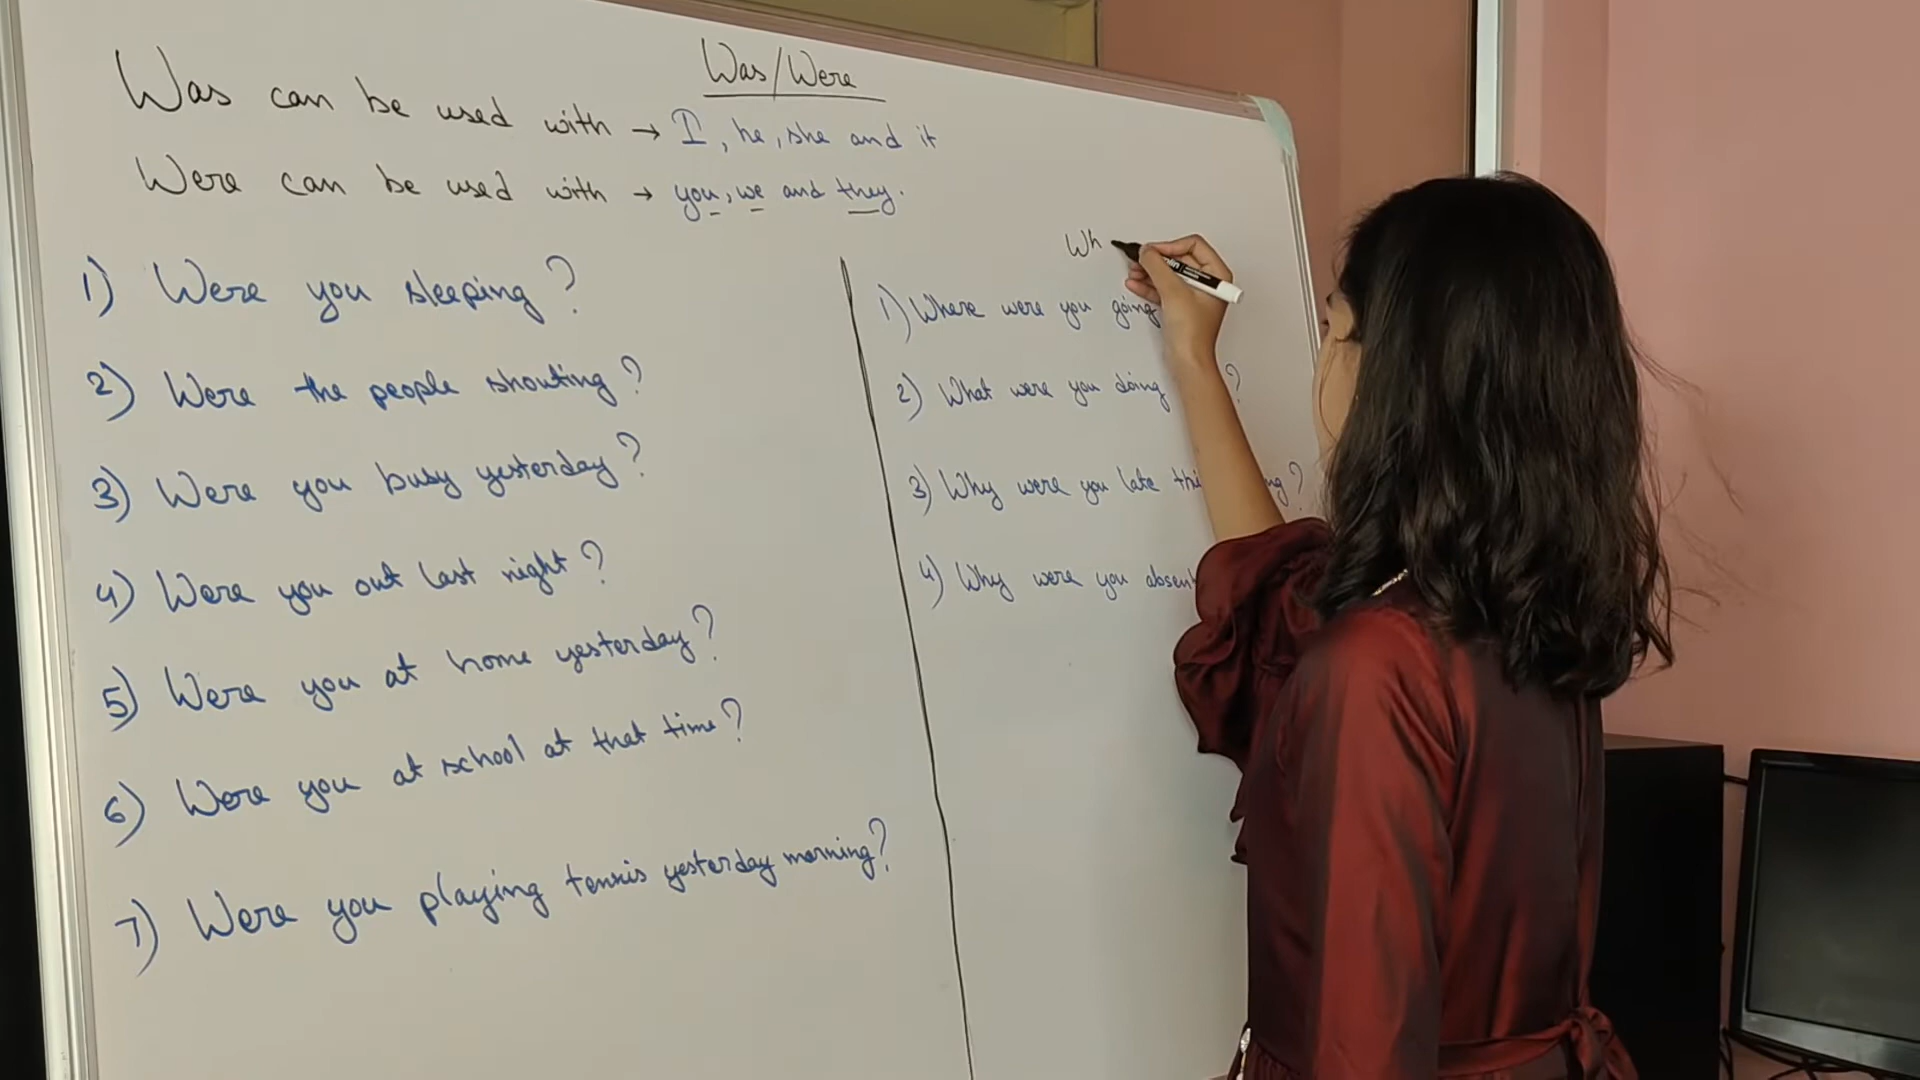 Was/Were
Was can be used with → I, he, she and it
Were can be used with → you, we and they.
1) Were you sleeping?
2) Were the people shouting?
3) Were you busy yesterday?
4) Were you out last night?
5) Were you at home yesterday?
6) Were you at school at that time?
7) Were you playing tennis yesterday morning?
Wh
1) Where were you going
2) What were you doing ?
3) Why were you late ?
4) Why were you absent